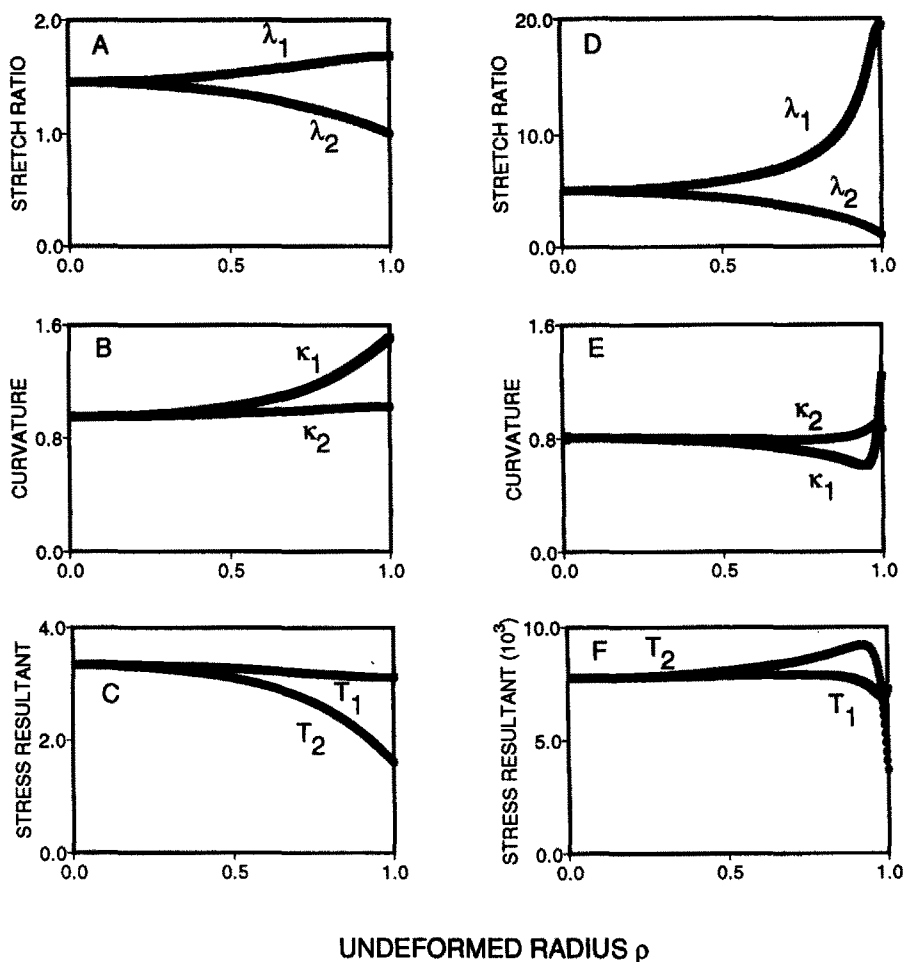 2.0
A
λ1
STRETCH RATIO
1.0
λ2
0.0
0.0 0.5 1.0
20.0
D
λ1
STRETCH RATIO
10.0
λ2
0.0
0.0 0.5 1.0
1.6
B
κ1
CURVATURE
0.8
κ2
0.0
0.0 0.5 1.0
1.6
E
κ2
CURVATURE
0.8
κ1
0.0
0.0 0.5 1.0
4.0
C
T1
STRESS RESULTANT
2.0
T2
0.0
0.0 0.5 1.0
10.0
F
T2
STRESS RESULTANT (10³)
T1
5.0
0.0
0.0 0.5 1.0
UNDEFORMED RADIUS ρ